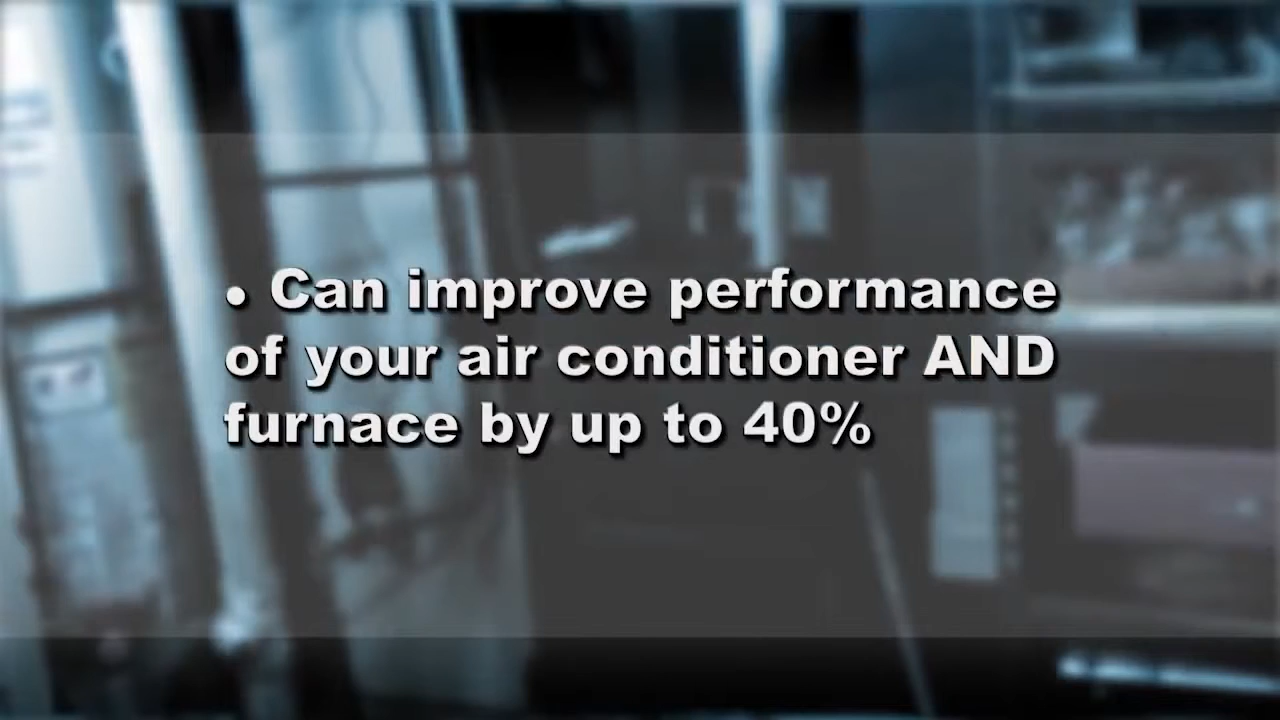 • Can improve performance
of your air conditioner AND
furnace by up to 40%